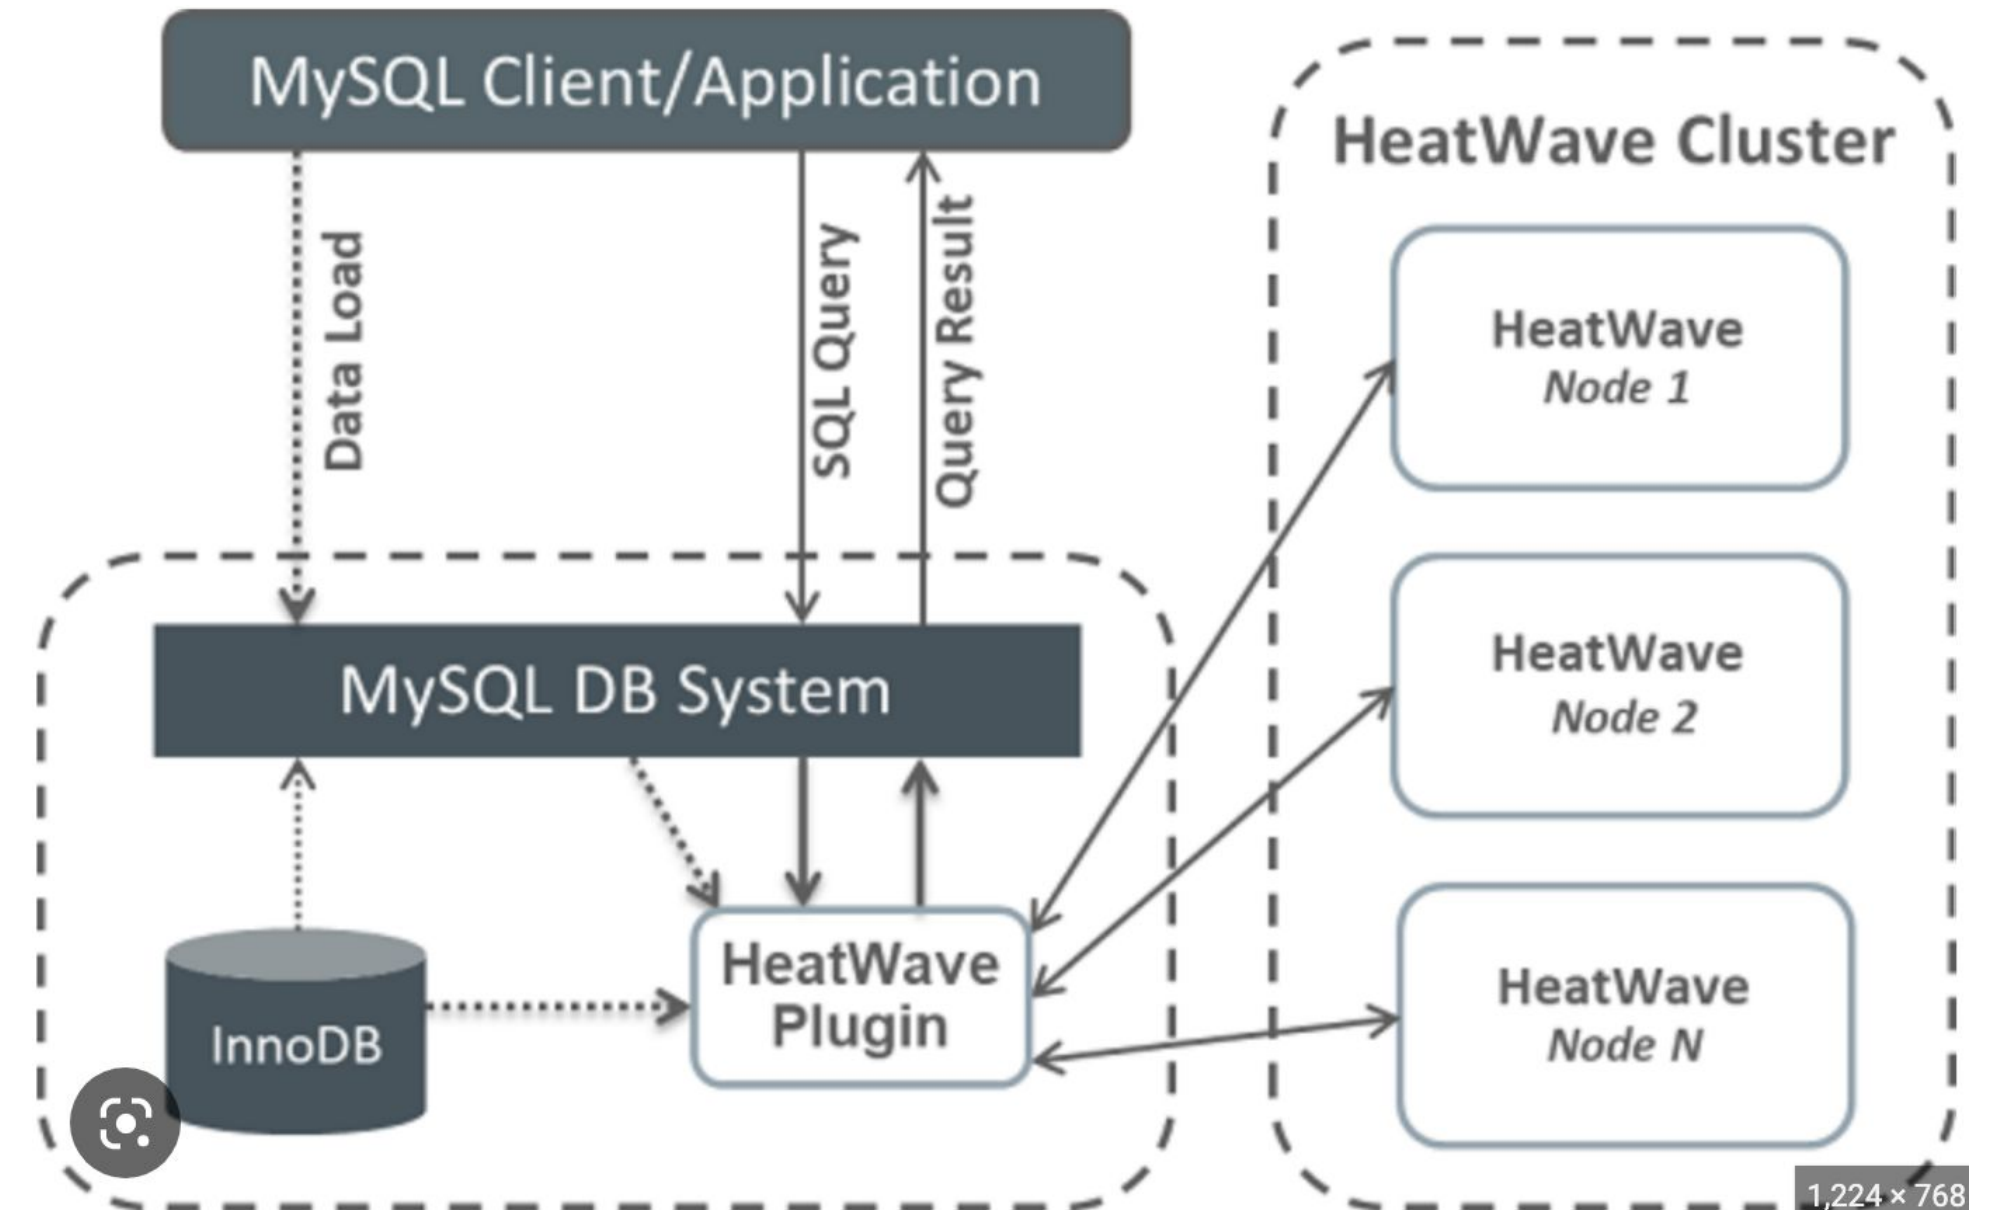 MySQL Client/Application
Data Load
SQL Query
Query Result
MySQL DB System
InnoDB
HeatWave
Plugin
HeatWave Cluster
HeatWave
Node 1
HeatWave
Node 2
HeatWave
Node N
1,224 × 768